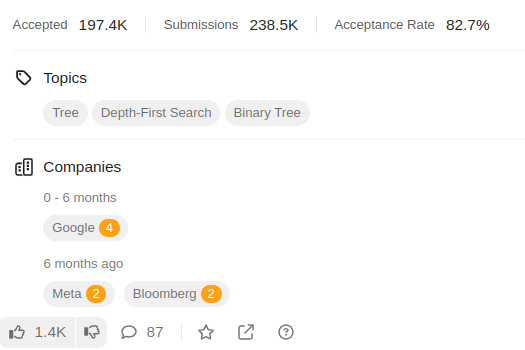 Accepted 197.4K Submissions 238.5K Acceptance Rate 82.7%
Topics
Tree Depth-First Search Binary Tree
Companies
0 - 6 months
Google 4
6 months ago
Meta 2 Bloomberg 2
1.4K 87